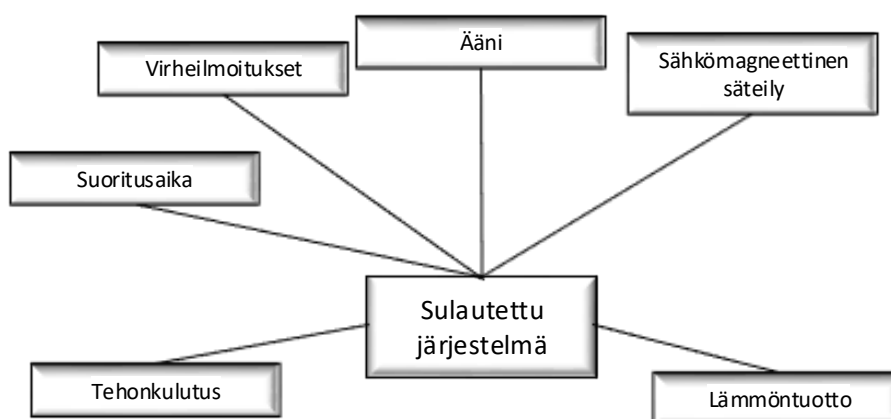 Ääni
Virheilmoitukset
Sähkömagneettinen
säteily
Suoritusaika
Sulautettu
järjestelmä
Tehonkulutus
Lämmöntuotto